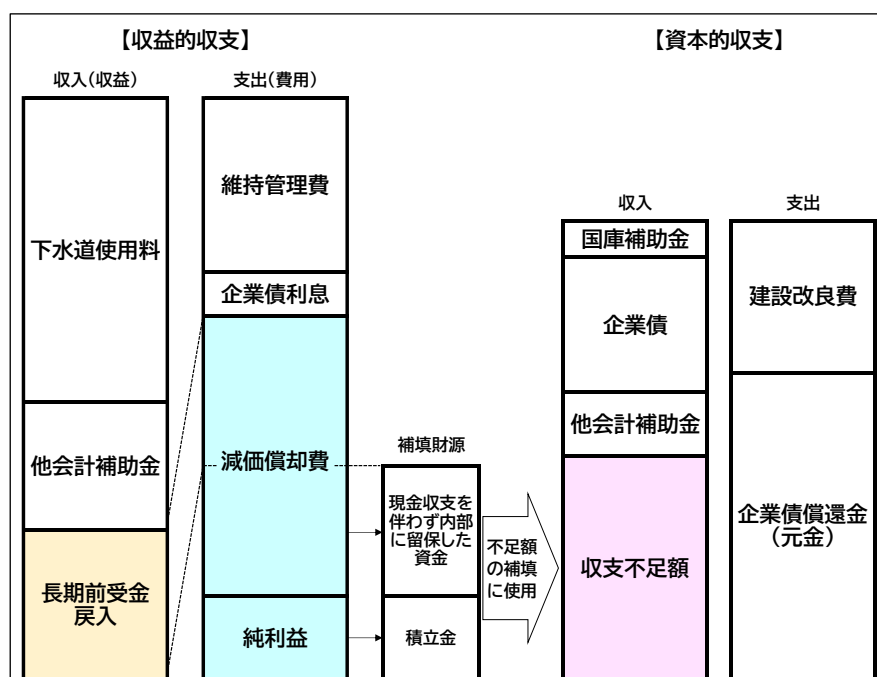 【収益的収支】
【資本的収支】
収入（収益）
支出（費用）
下水道使用料
他会計補助金
長期前受金
戻入
維持管理費
企業債利息
減価償却費
純利益
補填財源
現金収支を
伴わず内部
に留保した
資金
積立金
不足額
の補填
に使用
収入
支出
国庫補助金
企業債
他会計補助金
収支不足額
建設改良費
企業債償還金
（元金）